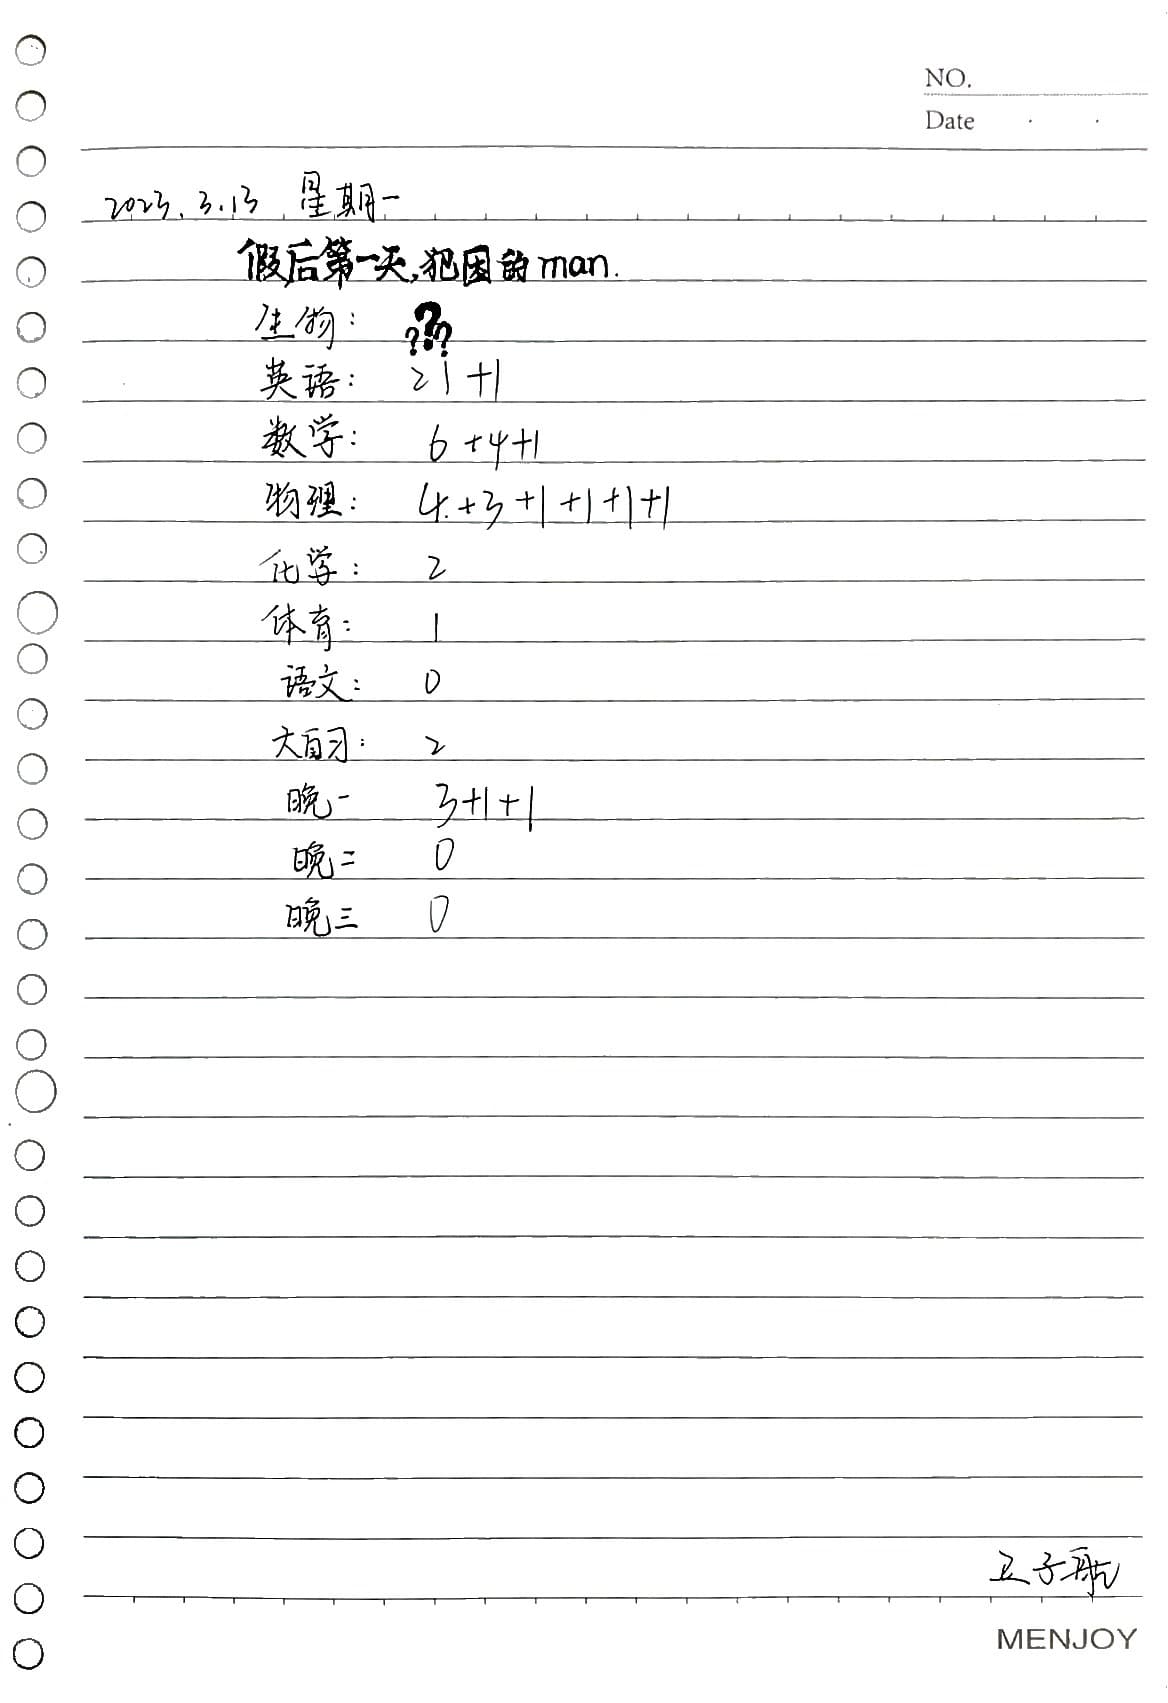 NO.
Date
2023.3.13 星期一
假后第一天,犯困的man.
生物: ???
英语: 21+1
数学: 6+4+1
物理: 4+3+1+1+1+1
化学: 2
体育: 1
语文: 0
大自习: 2
晚一 3+1+1
晚二 0
晚三 0
子航
MENJOY